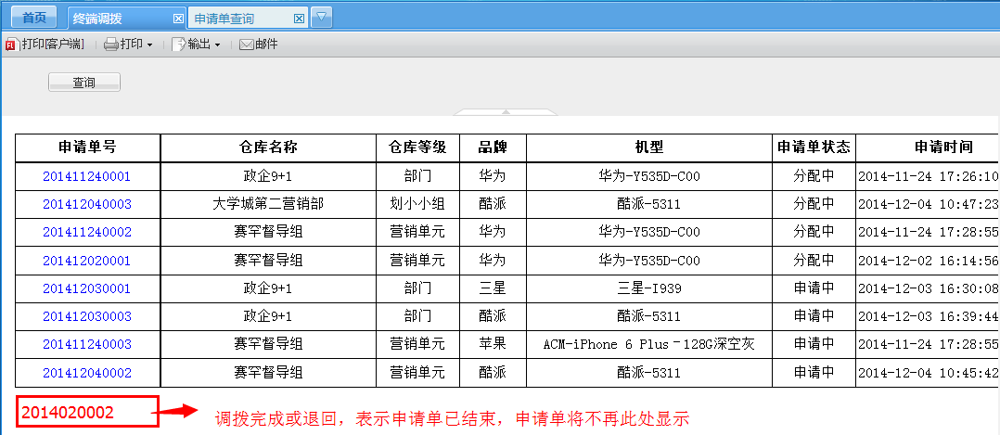 首页 终端调拨 申请单查询
打印[客户端] 打印 输出 邮件
查询
申请单号 仓库名称 仓库等级 品牌 机型 申请单状态 申请时间
201411240001 政企9+1 部门 华为 华为-Y535D-C00 分配中 2014-11-24 17:26:10
201412040003 大学城第二营销部 划小小组 酷派 酷派-5311 分配中 2014-12-04 10:47:23
201411240002 赛罕督导组 营销单元 华为 华为-Y535D-C00 分配中 2014-11-24 17:28:55
201412020001 赛罕督导组 营销单元 华为 华为-Y535D-C00 分配中 2014-12-02 16:14:56
201412030001 政企9+1 部门 三星 三星-I939 申请中 2014-12-03 16:30:08
201412030003 政企9+1 部门 酷派 酷派-5311 申请中 2014-12-03 16:39:44
201411240003 赛罕督导组 营销单元 苹果 ACM-iPhone 6 Plus－128G深空灰 申请中 2014-11-24 17:28:55
201412040002 赛罕督导组 营销单元 酷派 酷派-5311 申请中 2014-12-04 10:45:42
2014020002 调拨完成或退回，表示申请单已结束，申请单将不再此处显示